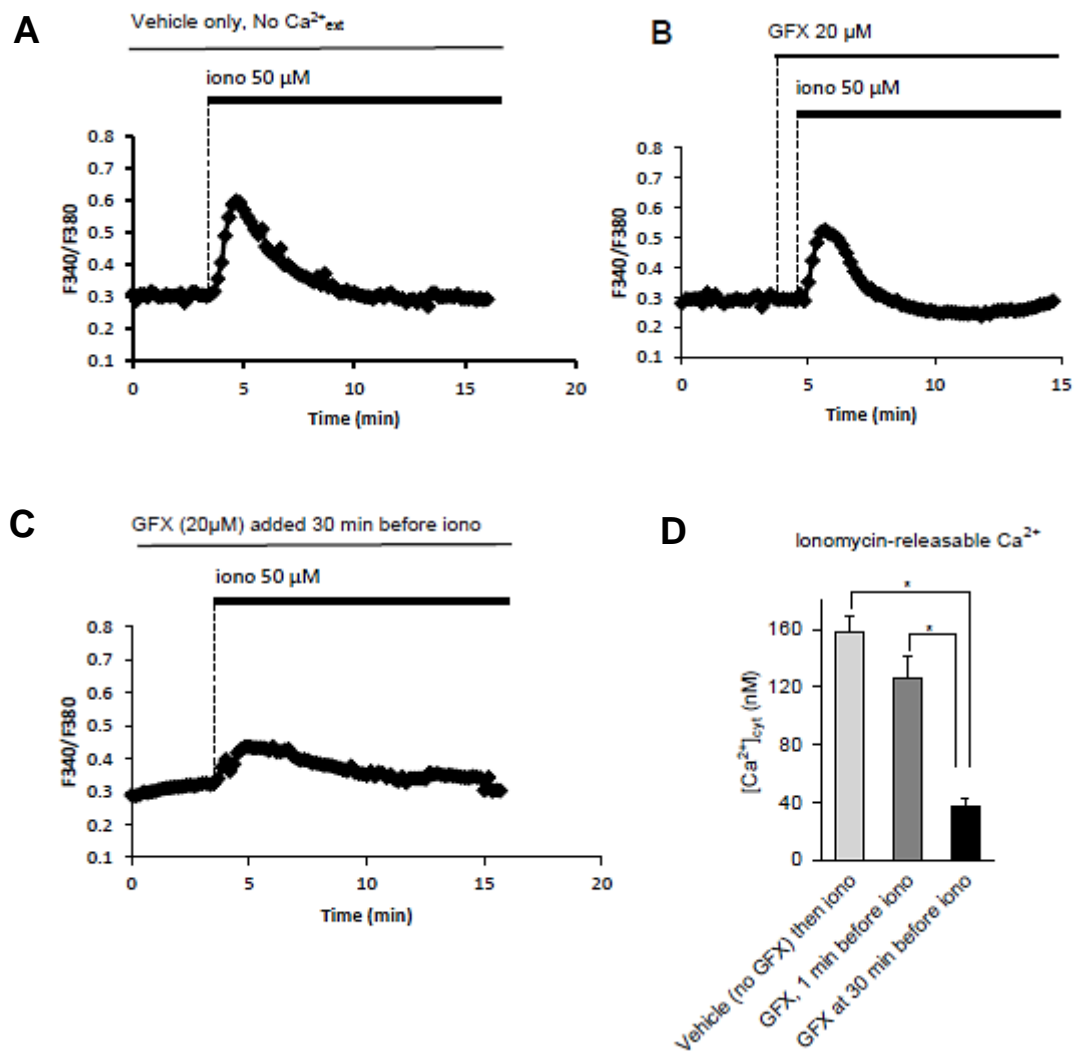 A
Vehicle only, No Ca²⁺ext
iono 50 µM
0.8
0.7
0.6
0.5
0.4
0.3
0.2
0.1
F340/F380
0 5 10 15 20
Time (min)
B
GFX 20 µM
iono 50 µM
0.8
0.7
0.6
0.5
0.4
0.3
0.2
0.1
F340/F380
0 5 10 15
Time (min)
C
GFX (20µM) added 30 min before iono
iono 50 µM
0.8
0.7
0.6
0.5
0.4
0.3
0.2
0.1
F340/F380
0 5 10 15 20
Time (min)
D
Ionomycin-releasable Ca²⁺
*
*
160
120
80
40
0
[Ca²⁺]cyt (nM)
Vehicle (no GFX) then iono
GFX, 1 min before iono
GFX at 30 min before iono